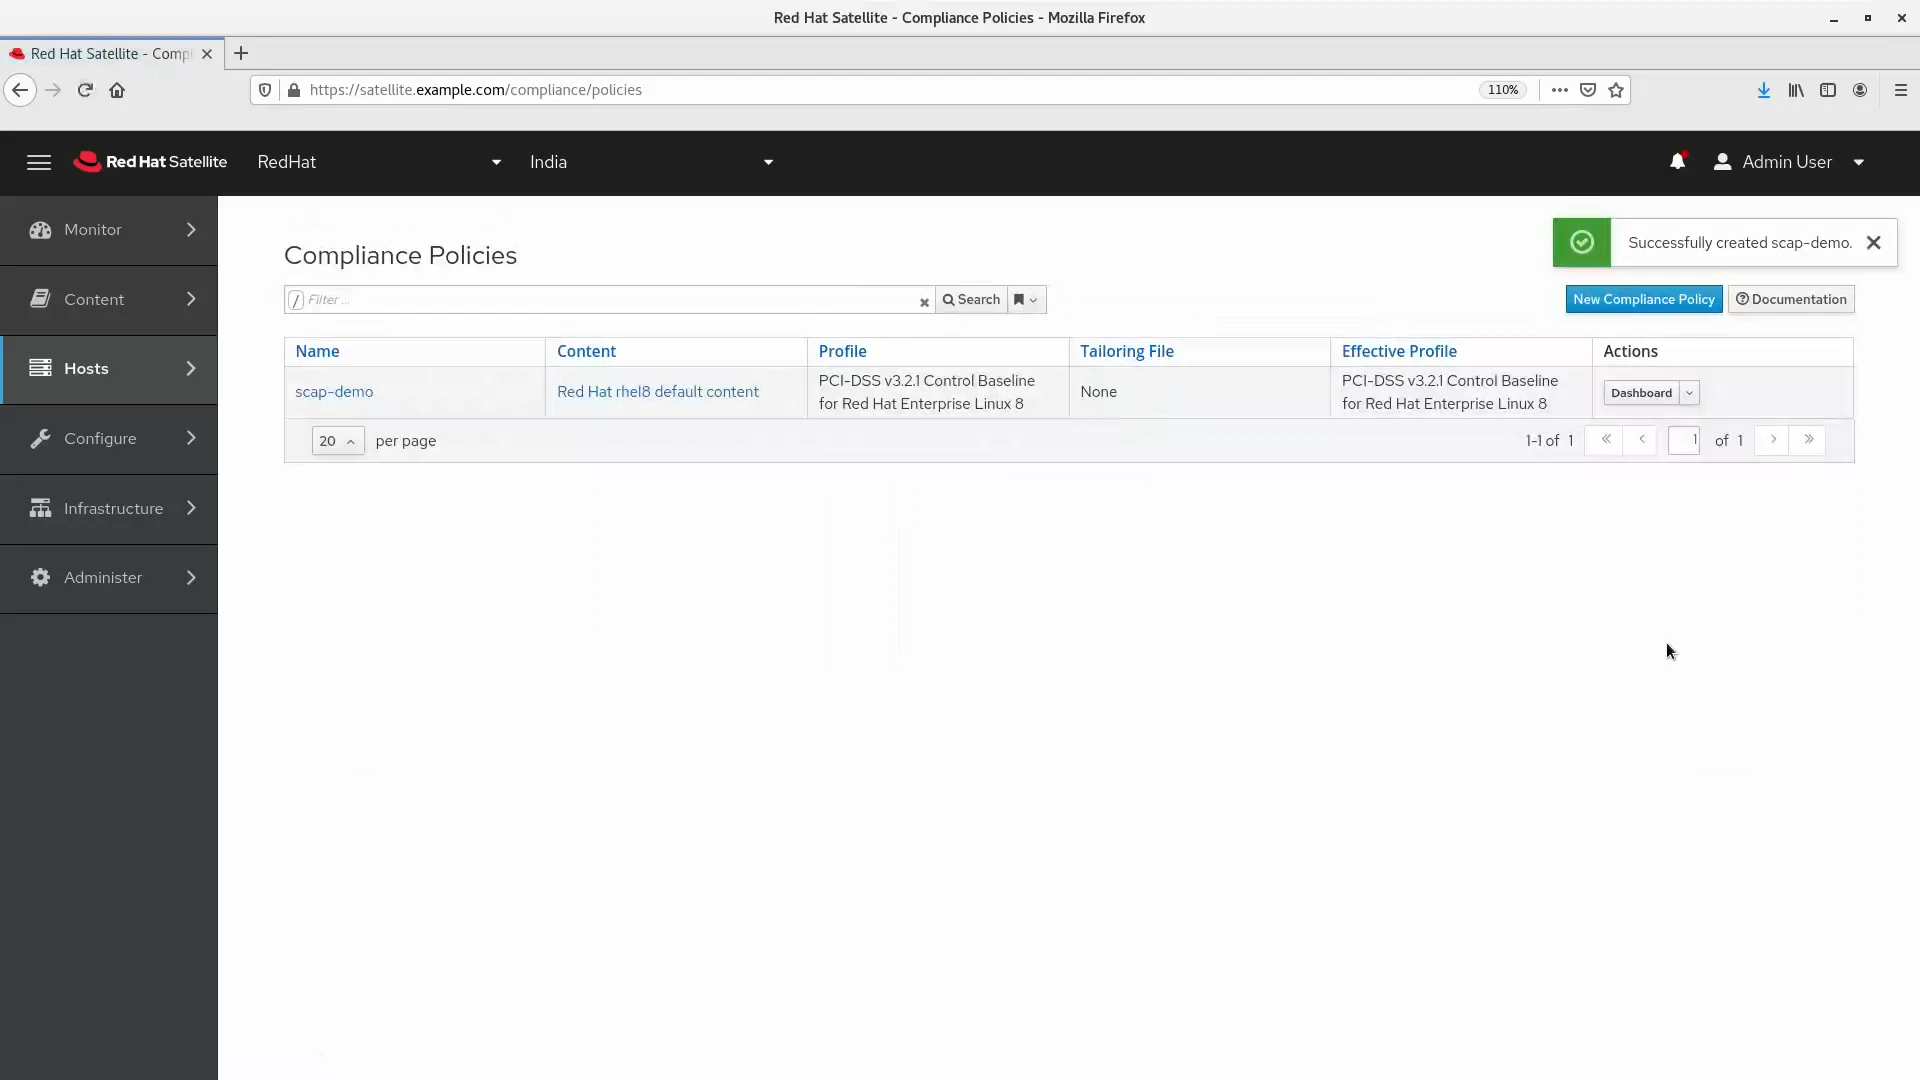 Red Hat Satellite - Compliance Policies - Mozilla Firefox
Red Hat Satellite - Comp
https://satellite.example.com/compliance/policies
110%
Red Hat Satellite
RedHat
India
Admin User
Monitor
Content
Hosts
Configure
Infrastructure
Administer
Successfully created scap-demo.
Compliance Policies
/ Filter ...
Search
New Compliance Policy
Documentation
Name Content Profile Tailoring File Effective Profile Actions
scap-demo
Red Hat rhel8 default content
PCI-DSS v3.2.1 Control Baseline
for Red Hat Enterprise Linux 8
None
PCI-DSS v3.2.1 Control Baseline
for Red Hat Enterprise Linux 8
Dashboard
20 per page
1-1 of 1
1 of 1